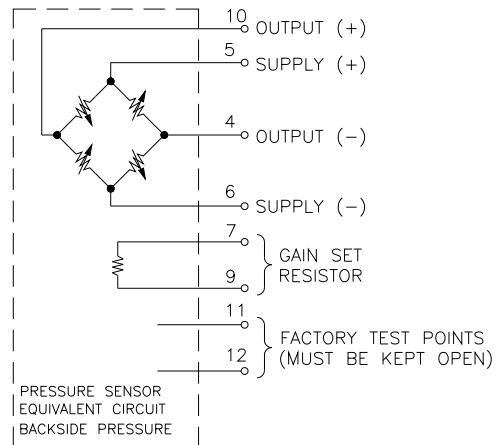 10 OUTPUT (+)
5 SUPPLY (+)
4 OUTPUT (-)
6 SUPPLY (-)
7
9
GAIN SET
RESISTOR
11
12
FACTORY TEST POINTS
(MUST BE KEPT OPEN)
PRESSURE SENSOR
EQUIVALENT CIRCUIT
BACKSIDE PRESSURE